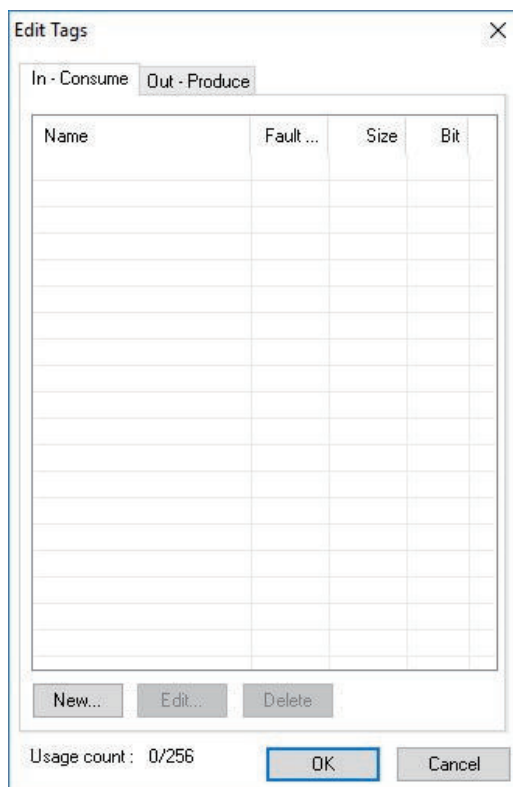 Edit Tags
In - Consume Out - Produce
Name Fault ... Size Bit
New... Edit... Delete
Usage count : 0/256 OK Cancel